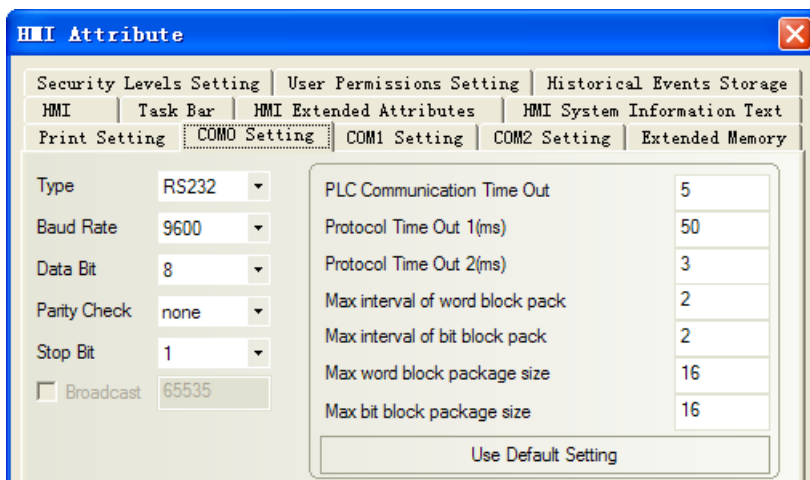 HMI Attribute
Security Levels Setting User Permissions Setting Historical Events Storage
HMI Task Bar HMI Extended Attributes HMI System Information Text
Print Setting COM0 Setting COM1 Setting COM2 Setting Extended Memory
Type RS232
Baud Rate 9600
Data Bit 8
Parity Check none
Stop Bit 1
Broadcast 65535
PLC Communication Time Out 5
Protocol Time Out 1(ms) 50
Protocol Time Out 2(ms) 3
Max interval of word block pack 2
Max interval of bit block pack 2
Max word block package size 16
Max bit block package size 16
Use Default Setting